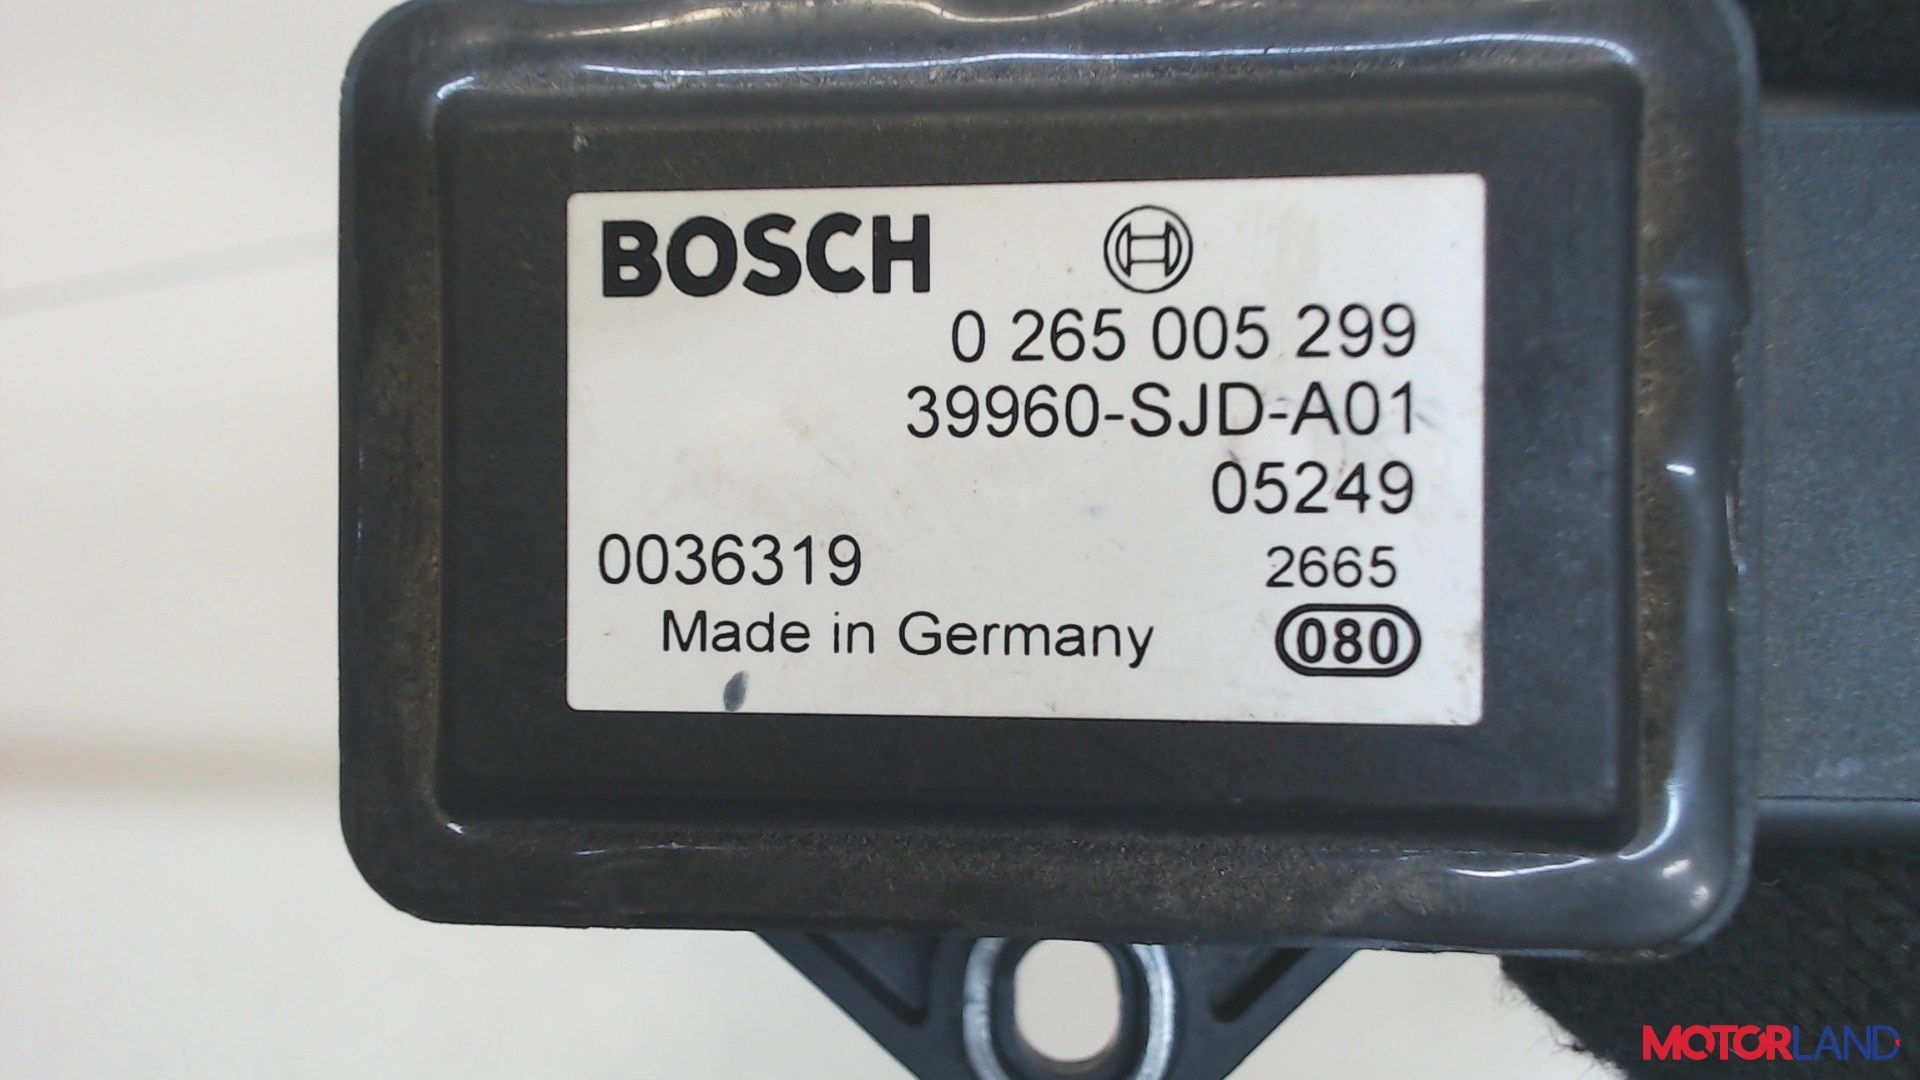 BOSCH
0 265 005 299
39960-SJD-A01
05249
0036319 2665
Made in Germany 080
MOTORLAND